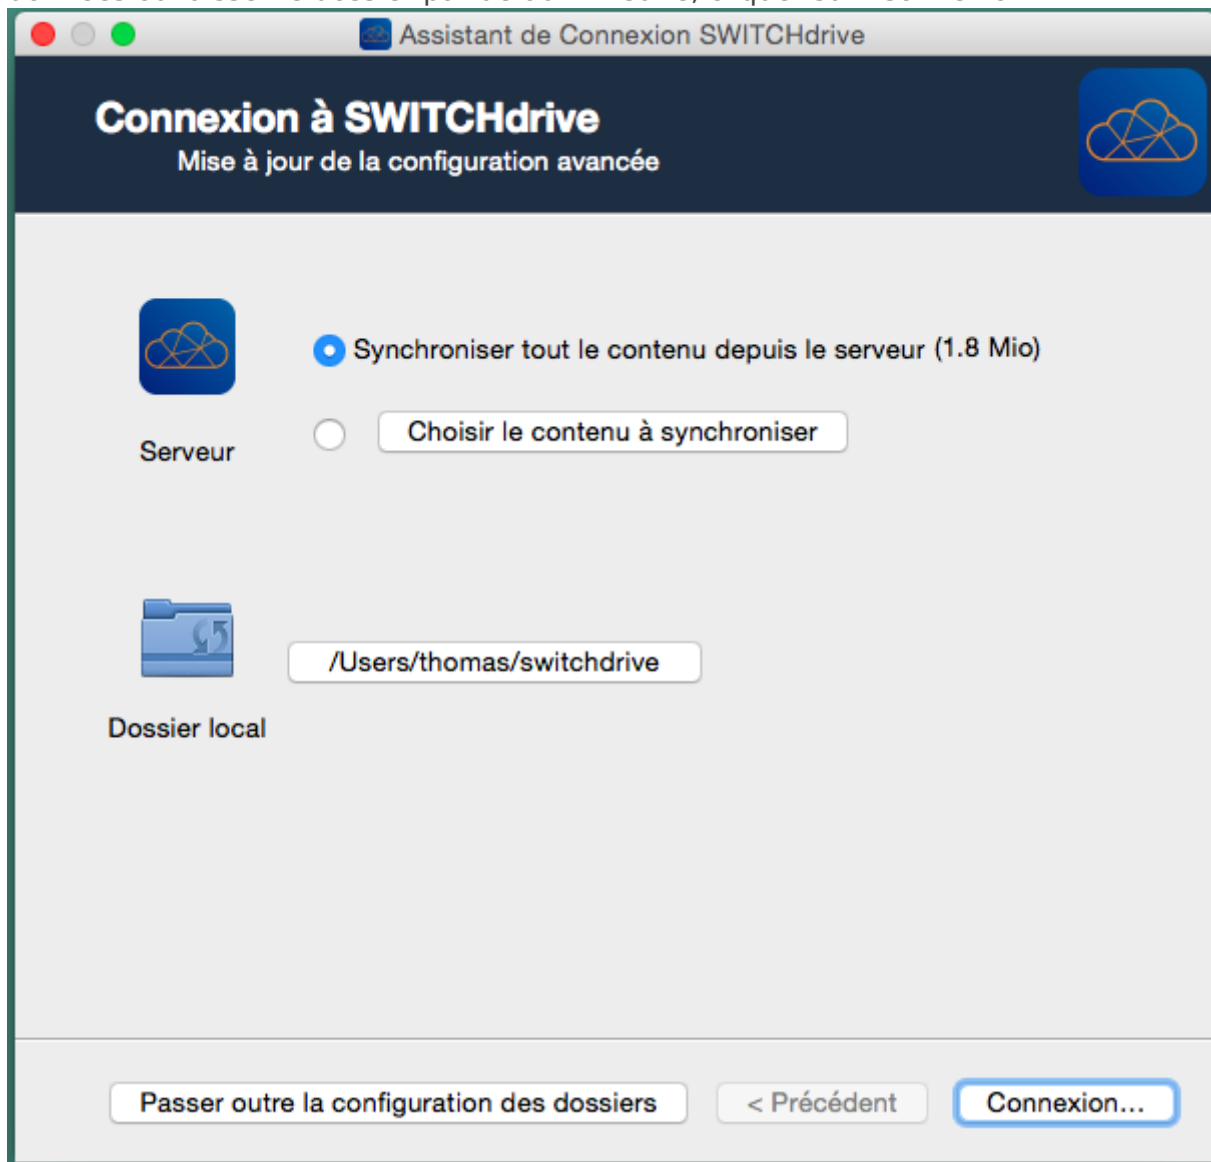 Assistant de Connexion SWITCHdrive
Connexion à SWITCHdrive
Mise à jour de la configuration avancée
Synchroniser tout le contenu depuis le serveur (1.8 Mio)
Choisir le contenu à synchroniser
Serveur
/Users/thomas/switchdrive
Dossier local
Passer outre la configuration des dossiers
< Précédent
Connexion...